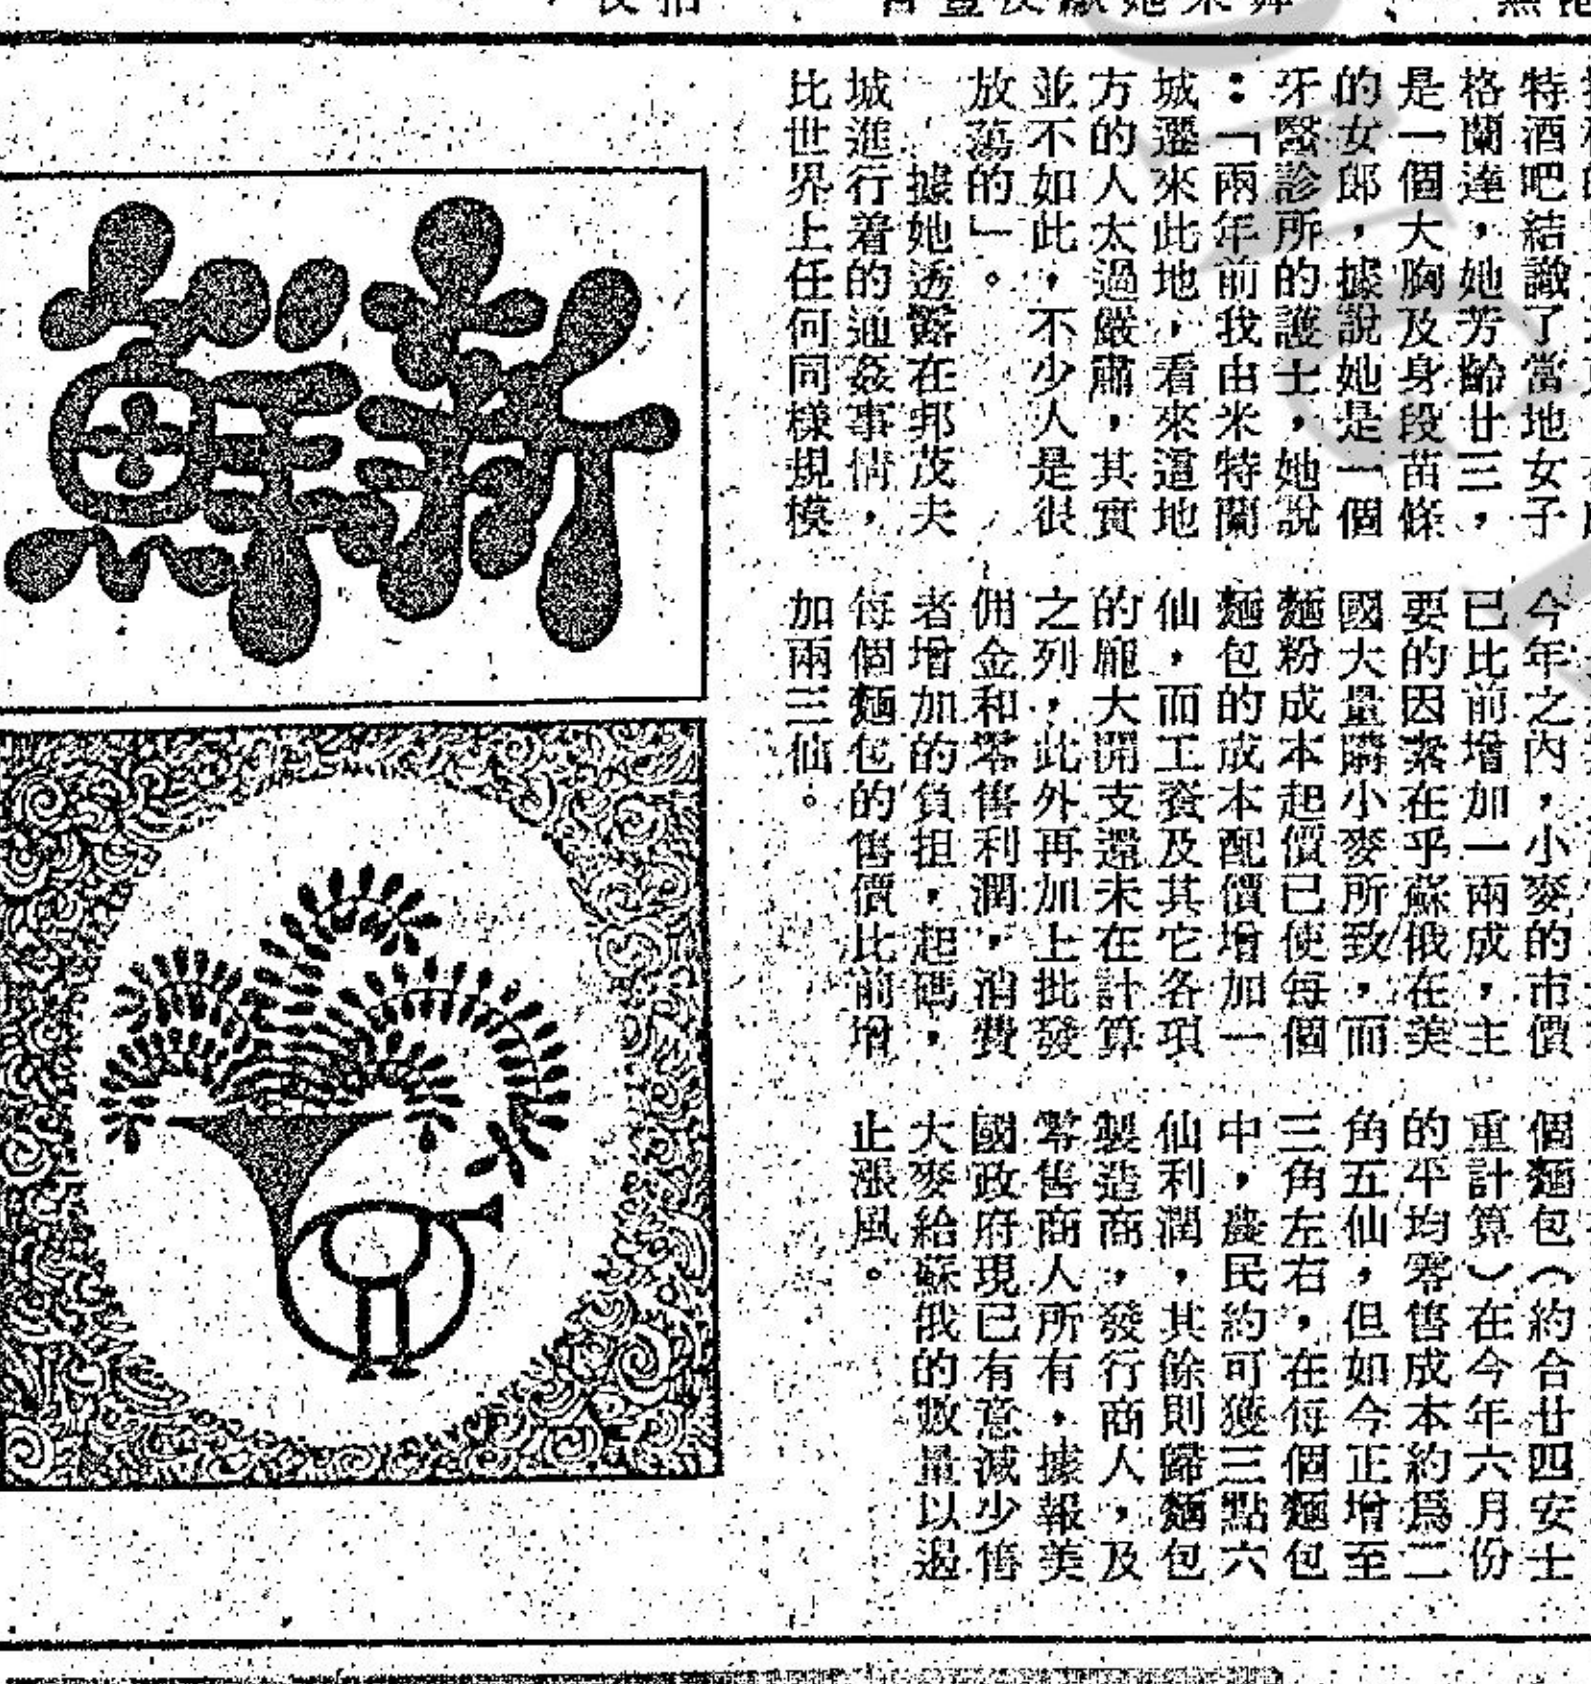 特酒吧結識了當地女子
格蘭達,她芳齡廿三,
是一個大胸及身段苗條
的女郎,據說她是一個
牙醫診所的護士,她說
:「兩年前我由米特蘭
城遷來此地,看來這地
方的人太過嚴肅,其實
並不如此,不少人是很
放蕩的」。
據她透露在邦茂夫
城進行着的通姦事情,
比世界上任何同樣規模
今年之內,小麥的市價
已比前增加一兩成,主
要的因素在乎蘇俄在美
國大量購小麥所致,而
麵粉成本起價已使每個
麵包的成本配價增加一
仙,而工資及其它各項
的龐大開支還未在計算
之列,此外再加上批發
佣金和零售利潤,消費
者增加的負担,起碼,
每個麵包的售價比前增
加兩三仙。
個麵包(約合廿四安士
重計算)在今年六月份
的平均零售成本約爲二
角五仙,但如今正增至
三角左右,在每個麵包
中,農民約可獲三點六
仙利潤,其餘則歸麵包
製造商,發行商人,及
零售商人所有,據報美
國政府現已有意減少售
大麥給蘇俄的數量以遏
止漲風。
新鮮